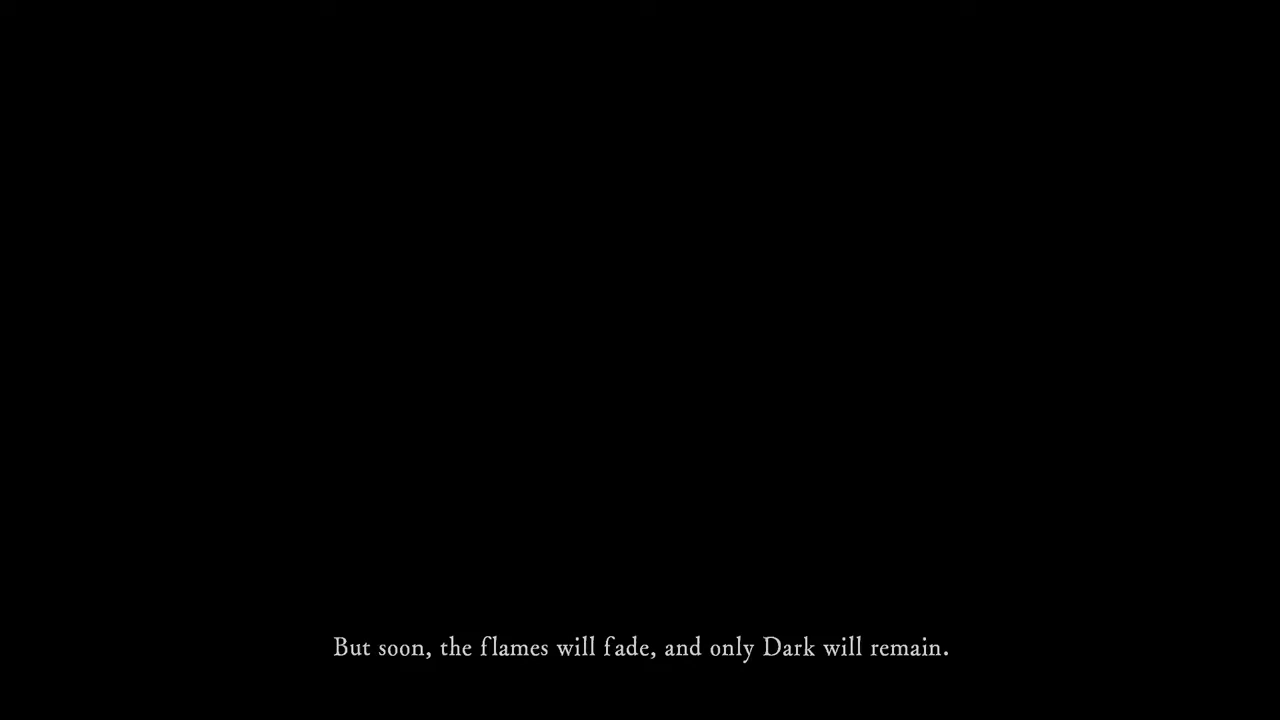 But soon, the flames will fade, and only Dark will remain.